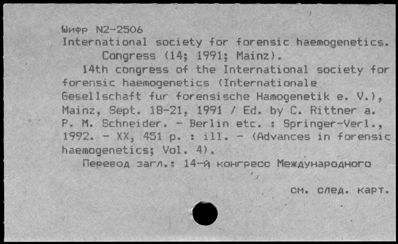 Шифр N2-2506
International society for forensic haemogenetics.
Congress (14; 1991; Mainz).
14th congress of the International society for
forensic haemogenetics (Internationale
Gesellschaft fur forensische Hamogenetik e. V.),
Mainz, Sept. 18-21, 1991 / Ed. by C. Rittner a.
P. M. Schneider. - Berlin etc. : Springer-Verl.,
1992. - XX, 451 p. : ill. - (Advances in forensic
haemogenetics; Vol. 4).
Перевод загл.: 14-й конгресс Международного
см. след. карт.